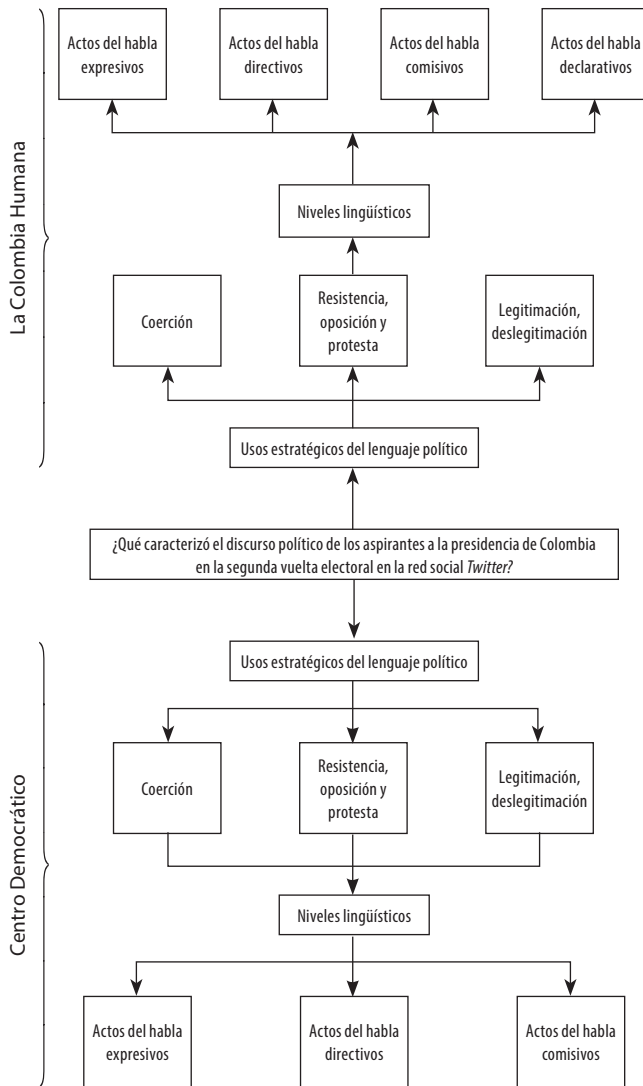 La Colombia Humana
Actos del habla
expresivos
Actos del habla
directivos
Actos del habla
comisivos
Actos del habla
declarativos
Niveles lingüísticos
Coerción
Resistencia,
oposición y
protesta
Legitimación,
deslegitimación
Usos estratégicos del lenguaje político
¿Qué caracterizó el discurso político de los aspirantes a la presidencia de Colombia
en la segunda vuelta electoral en la red social Twitter?
Centro Democrático
Usos estratégicos del lenguaje político
Coerción
Resistencia,
oposición y
protesta
Legitimación,
deslegitimación
Niveles lingüísticos
Actos del habla
expresivos
Actos del habla
directivos
Actos del habla
comisivos